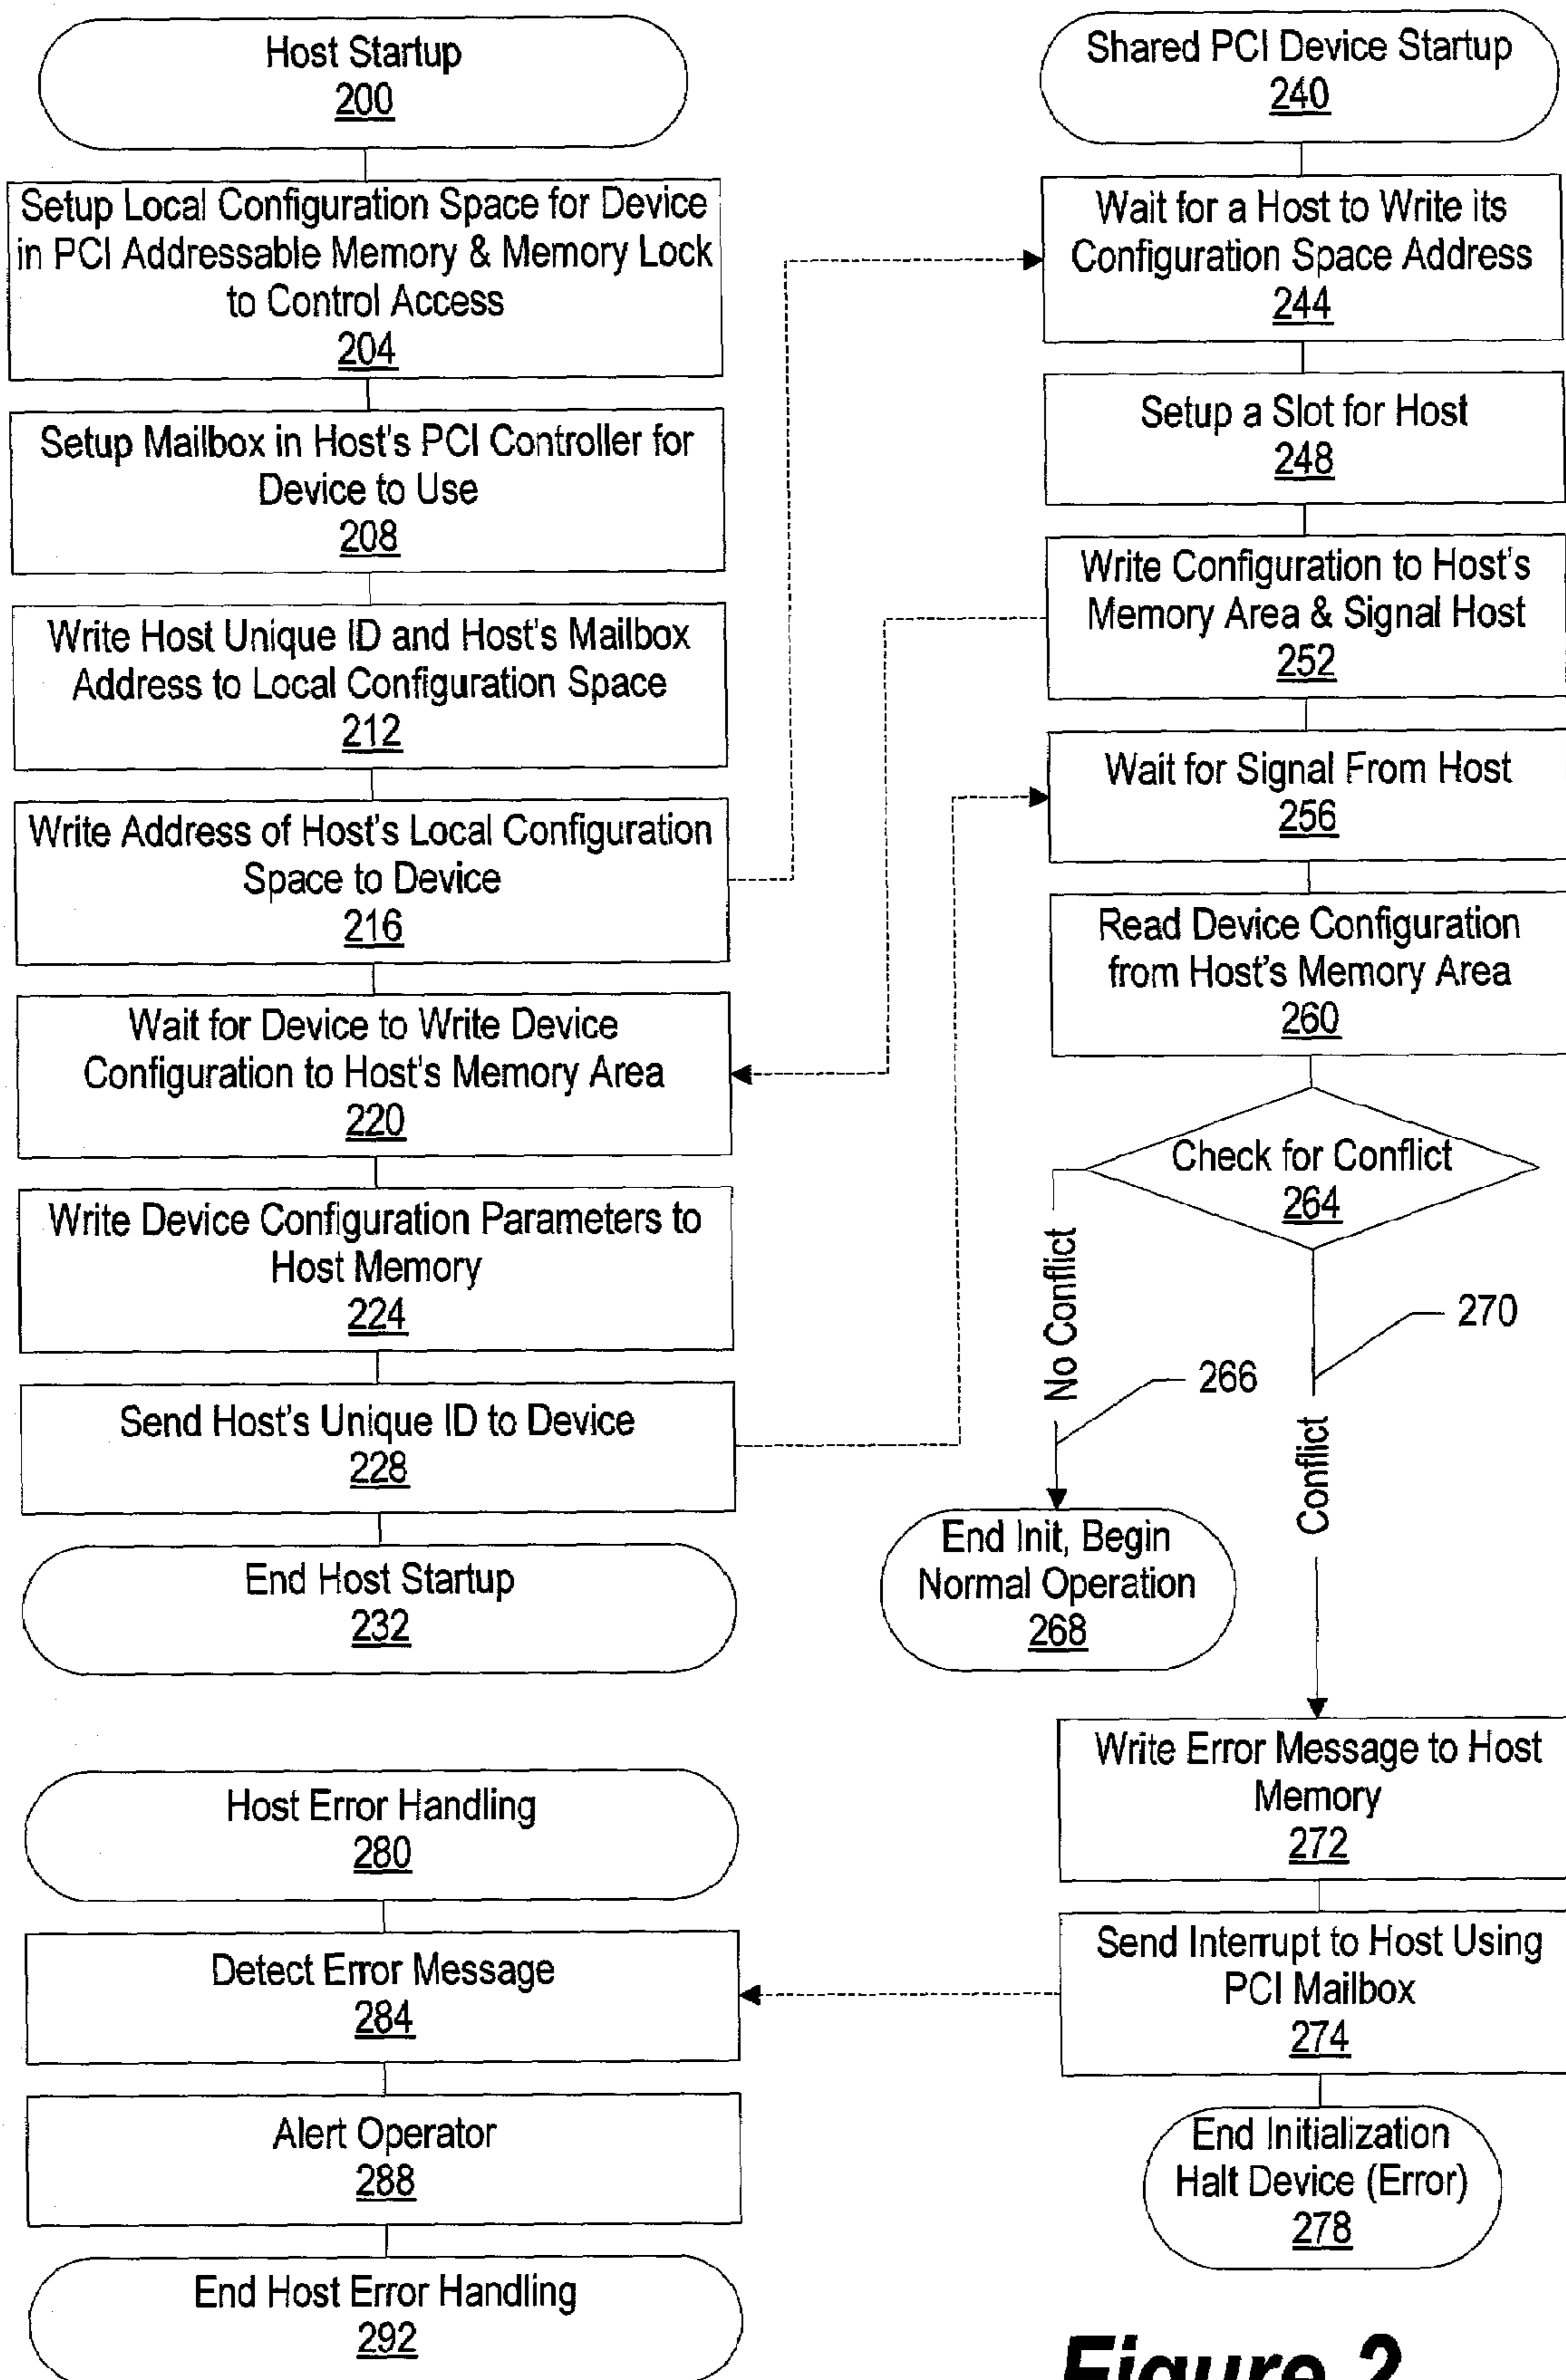 Host Startup
200
Setup Local Configuration Space for Device
in PCI Addressable Memory & Memory Lock
to Control Access
204
Setup Mailbox in Host's PCI Controller for
Device to Use
208
Write Host Unique ID and Host's Mailbox
Address to Local Configuration Space
212
Write Address of Host's Local Configuration
Space to Device
216
Wait for Device to Write Device
Configuration to Host's Memory Area
220
Write Device Configuration Parameters to
Host Memory
224
Send Host's Unique ID to Device
228
End Host Startup
232
Shared PCI Device Startup
240
Wait for a Host to Write its
Configuration Space Address
244
Setup a Slot for Host
248
Write Configuration to Host's
Memory Area & Signal Host
252
Wait for Signal From Host
256
Read Device Configuration
from Host's Memory Area
260
Check for Conflict
264
No Conflict
266
End Init, Begin
Normal Operation
268
270
Conflict
Write Error Message to Host
Memory
272
Send Interrupt to Host Using
PCI Mailbox
274
End Initialization
Halt Device (Error)
278
Host Error Handling
280
Detect Error Message
284
Alert Operator
288
End Host Error Handling
292
Figure 2